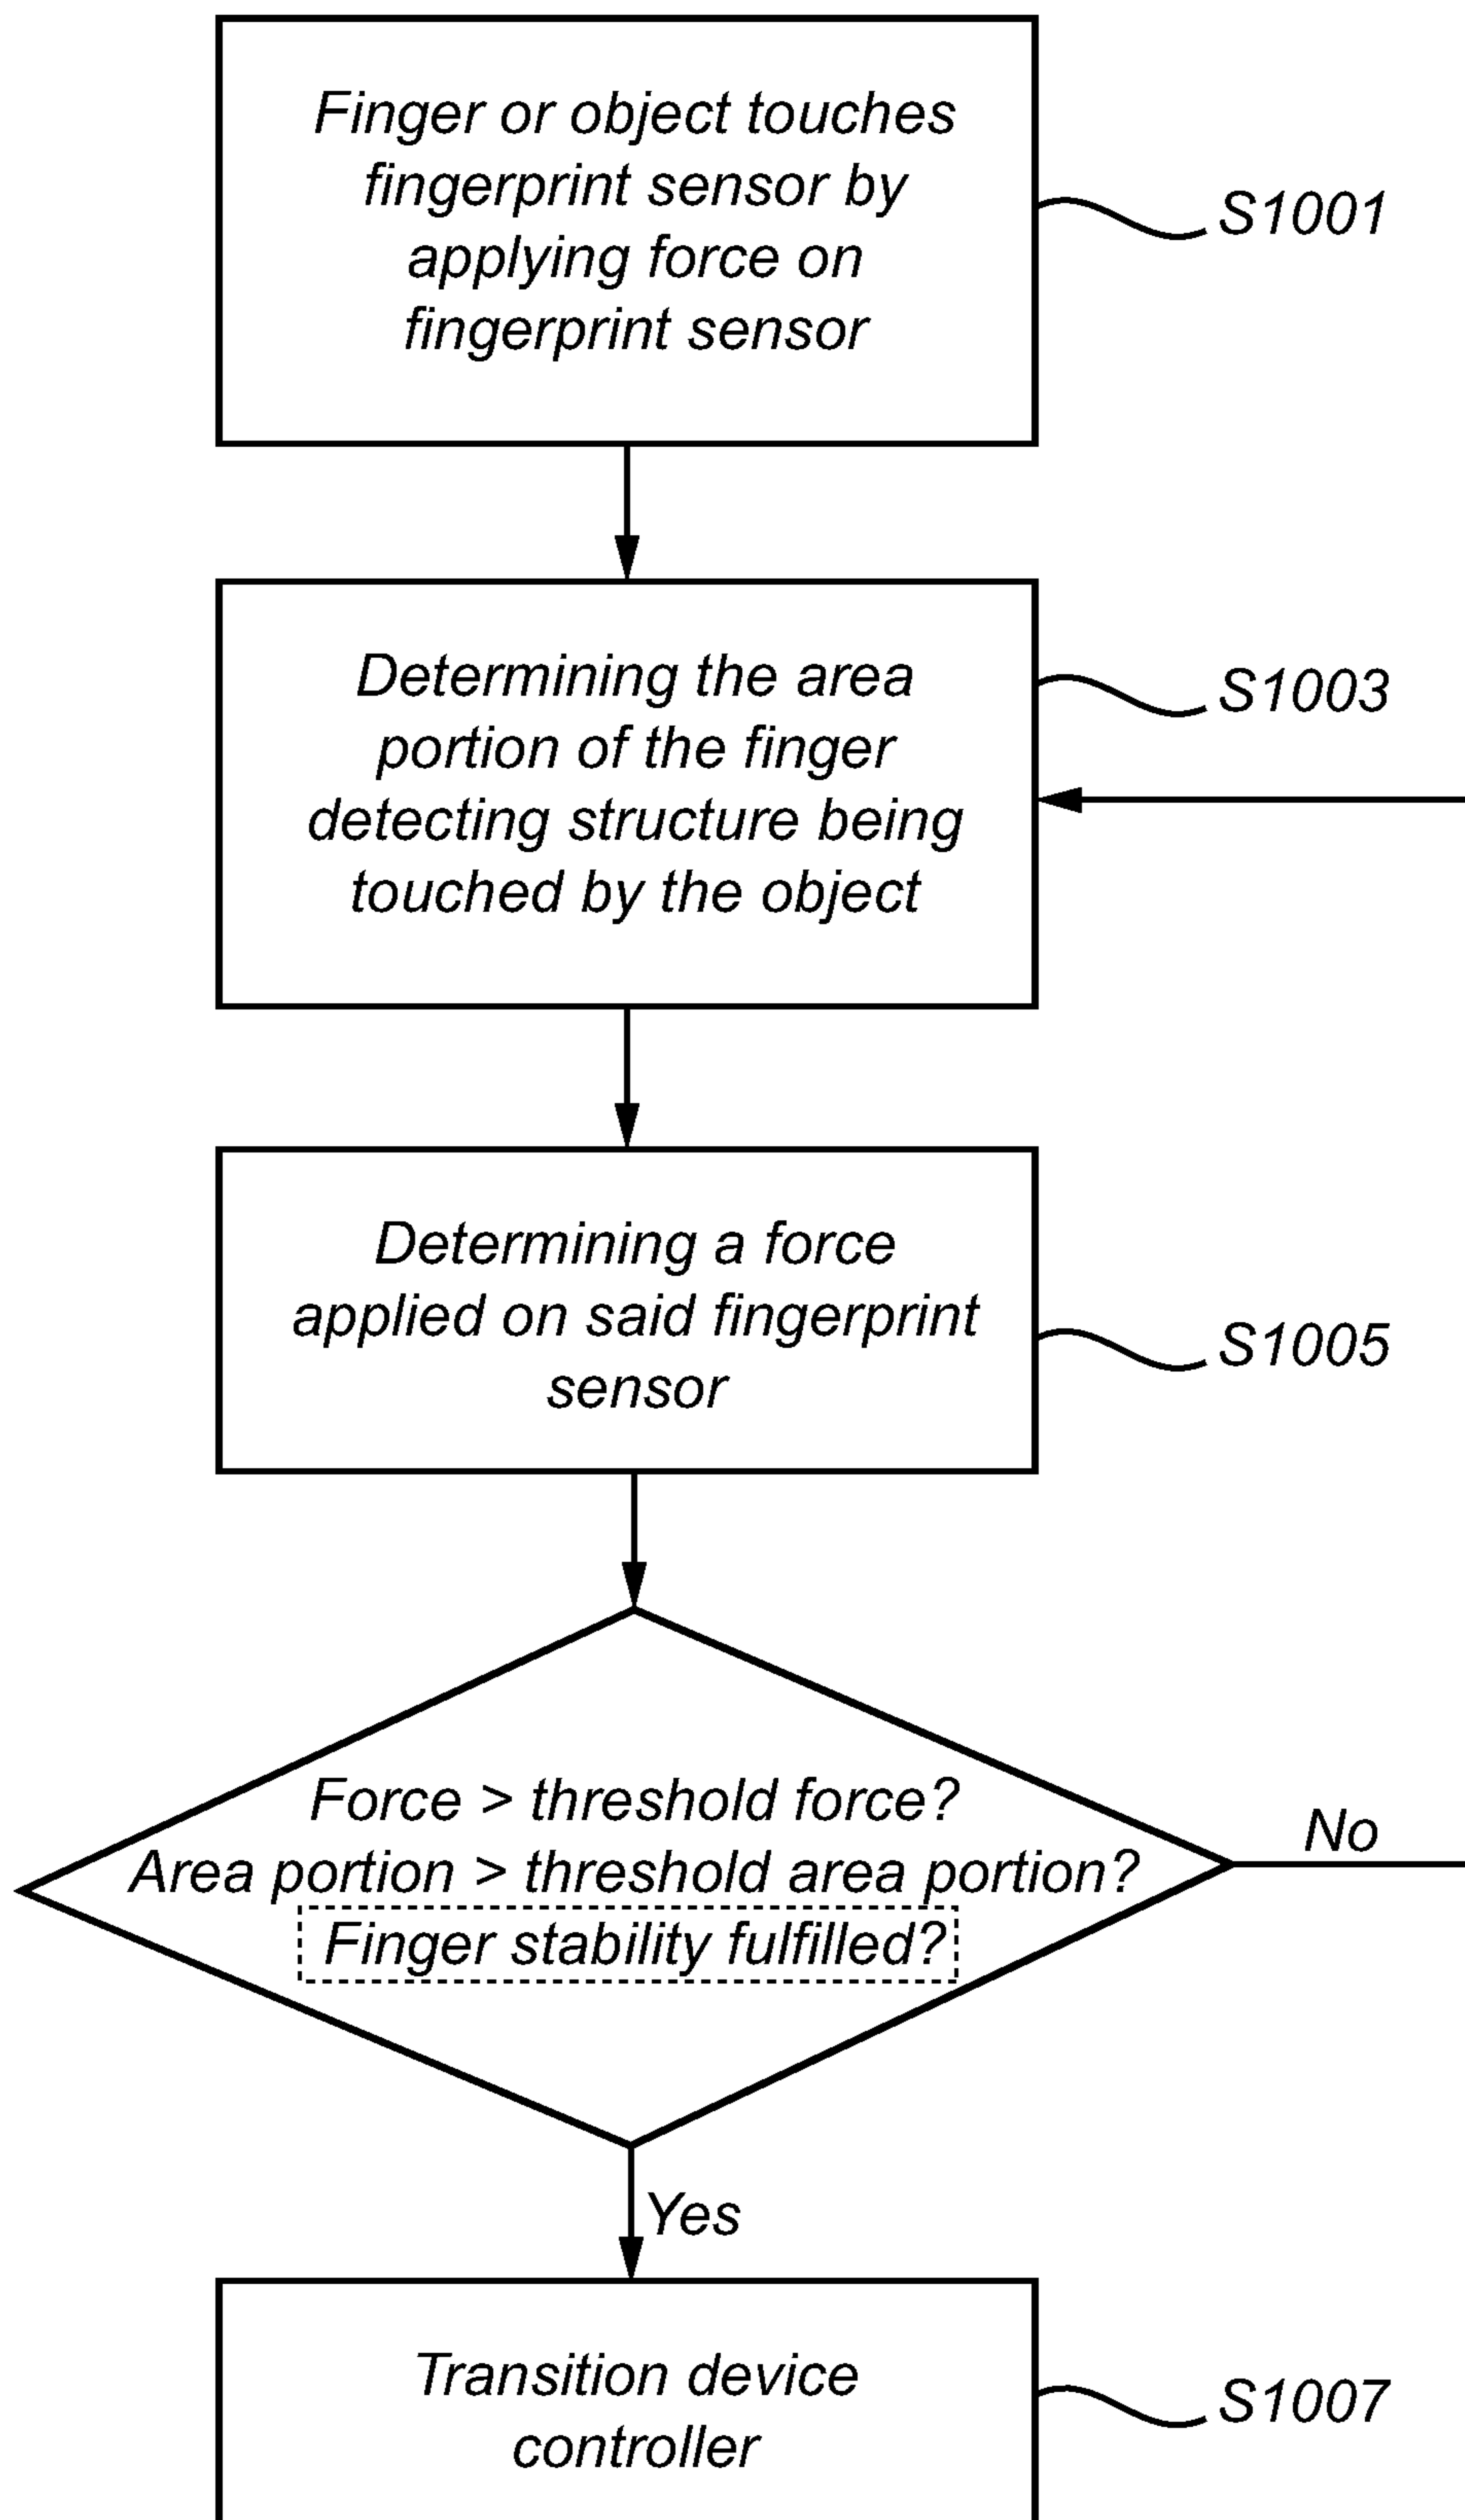 Finger or object touches
fingerprint sensor by
applying force on
fingerprint sensor
S1001
Determining the area
portion of the finger
detecting structure being
touched by the object
S1003
Determining a force
applied on said fingerprint
sensor
S1005
Force > threshold force?
Area portion > threshold area portion?
Finger stability fulfilled?
No
Yes
Transition device
controller
S1007